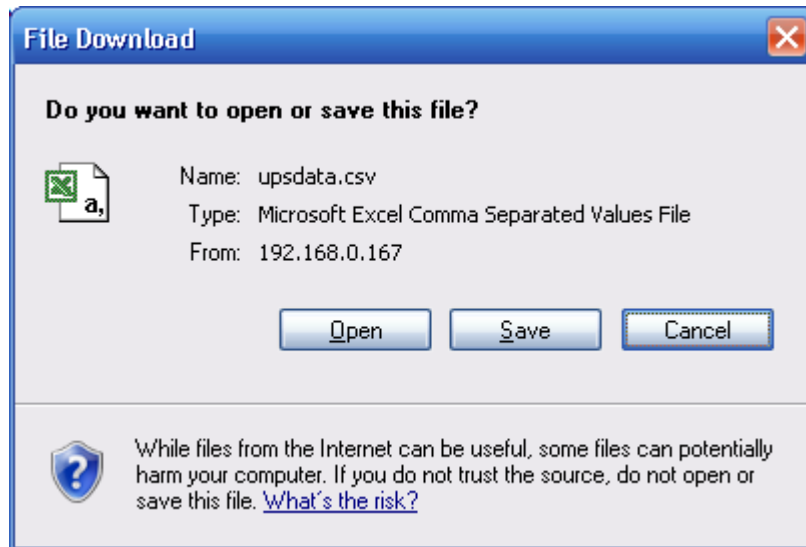 File Download
Do you want to open or save this file?
a,
Name: upsdata.csv
Type: Microsoft Excel Comma Separated Values File
From: 192.168.0.167
Open Save Cancel
While files from the Internet can be useful, some files can potentially
harm your computer. If you do not trust the source, do not open or
save this file. What's the risk?